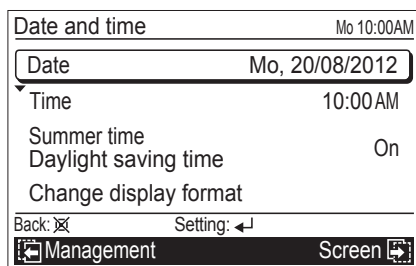 Date and time Mo 10:00AM
Date Mo, 20/08/2012
Time 10:00AM
Summer time
Daylight saving time On
Change display format
Back: Setting:
Management Screen